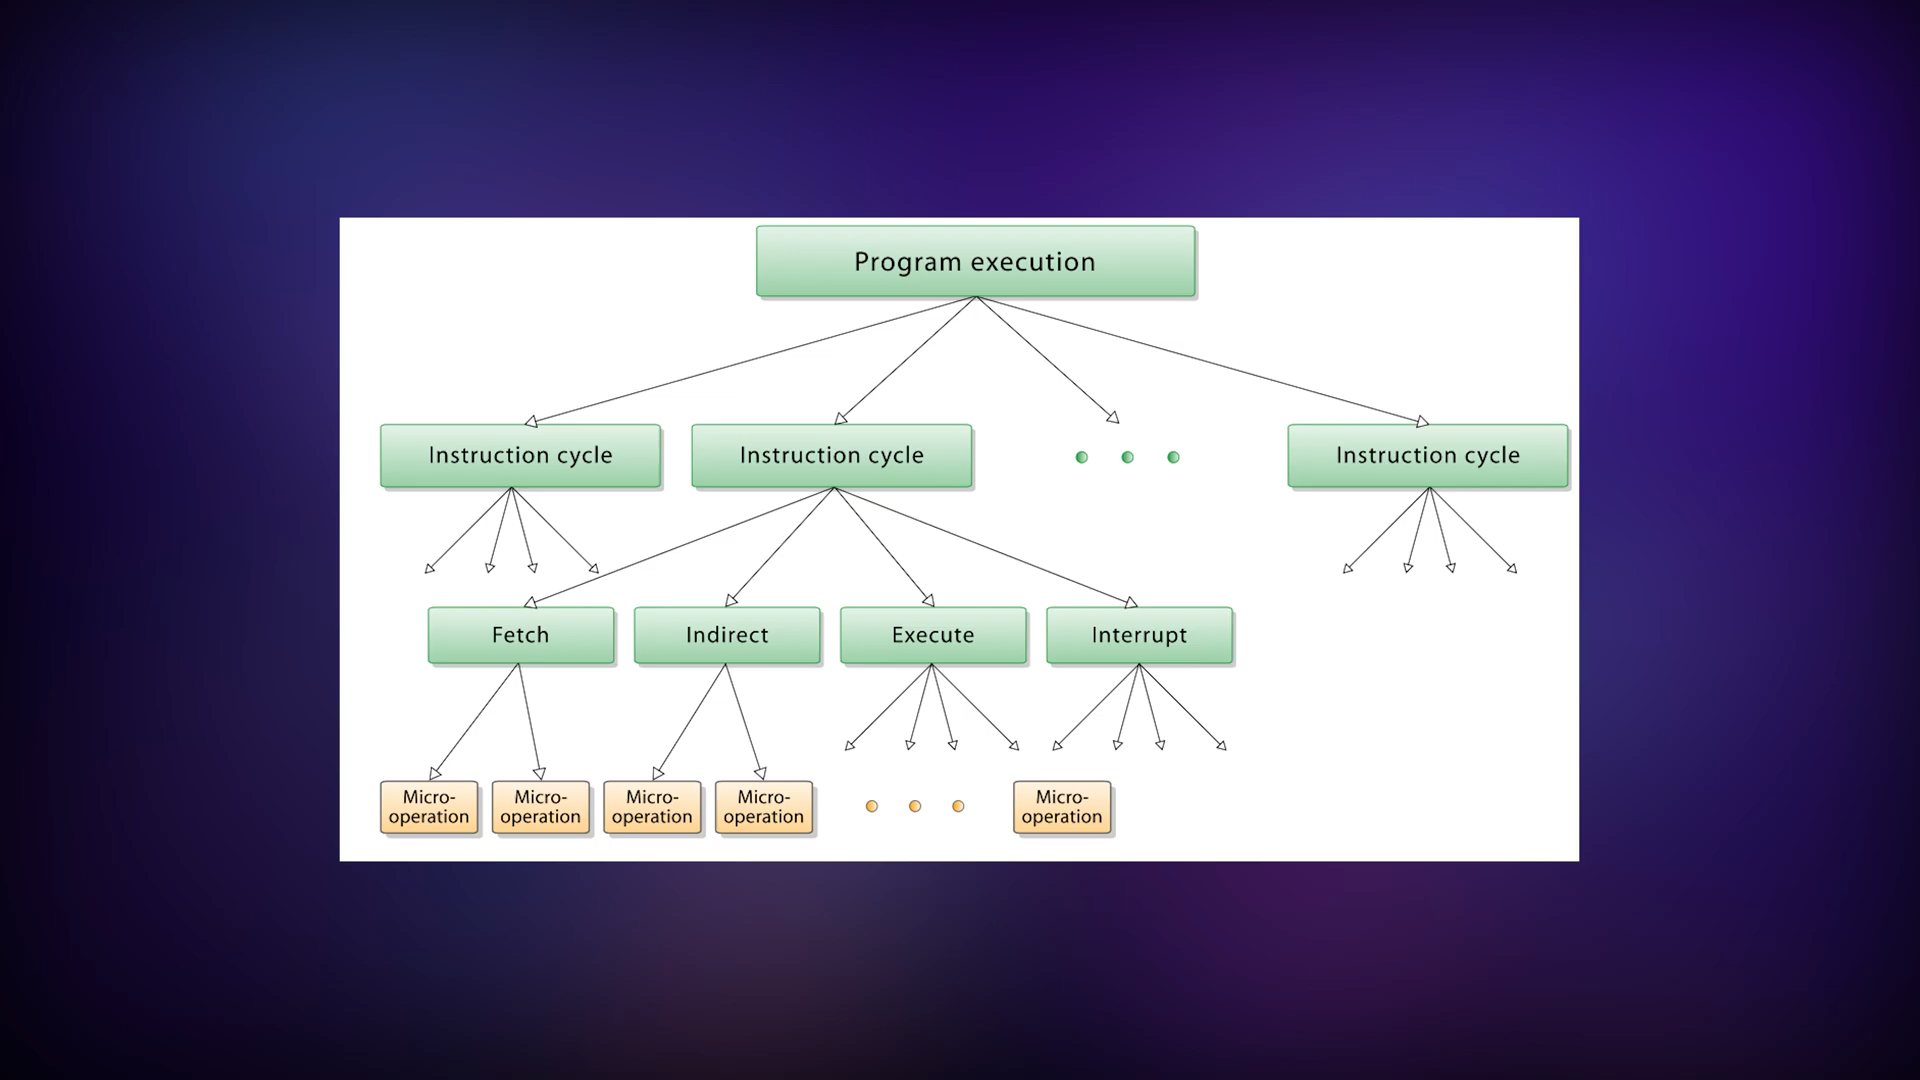 Program execution
Instruction cycle
Instruction cycle
Instruction cycle
Fetch
Indirect
Execute
Interrupt
Micro-
operation
Micro-
operation
Micro-
operation
Micro-
operation
Micro-
operation